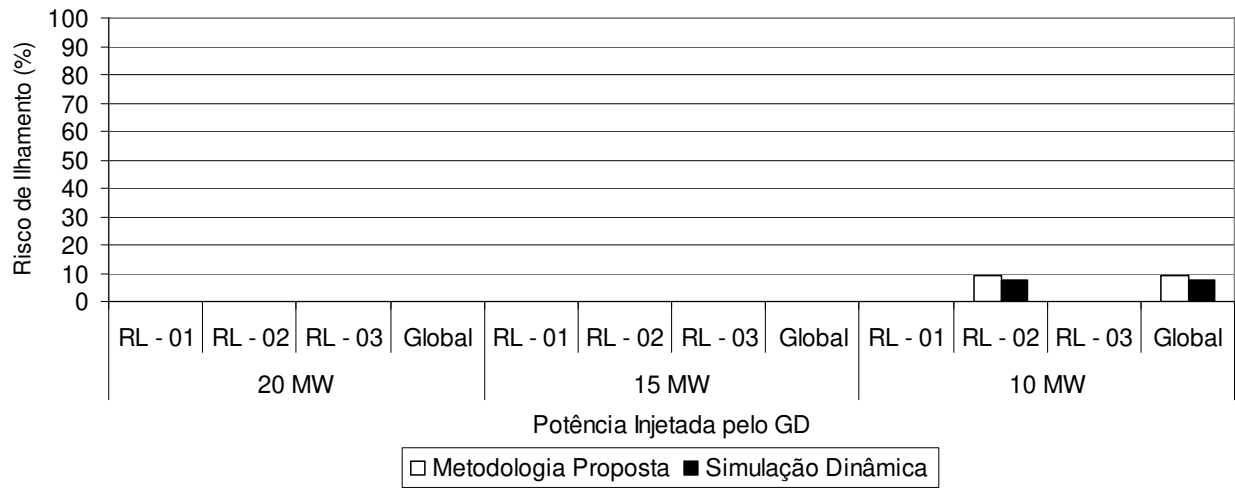 Risco de Ilhamento (%)
100
90
80
70
60
50
40
30
20
10
0
RL - 01 RL - 02 RL - 03 Global RL - 01 RL - 02 RL - 03 Global RL - 01 RL - 02 RL - 03 Global
20 MW 15 MW 10 MW
Potência Injetada pelo GD
Metodologia Proposta Simulação Dinâmica